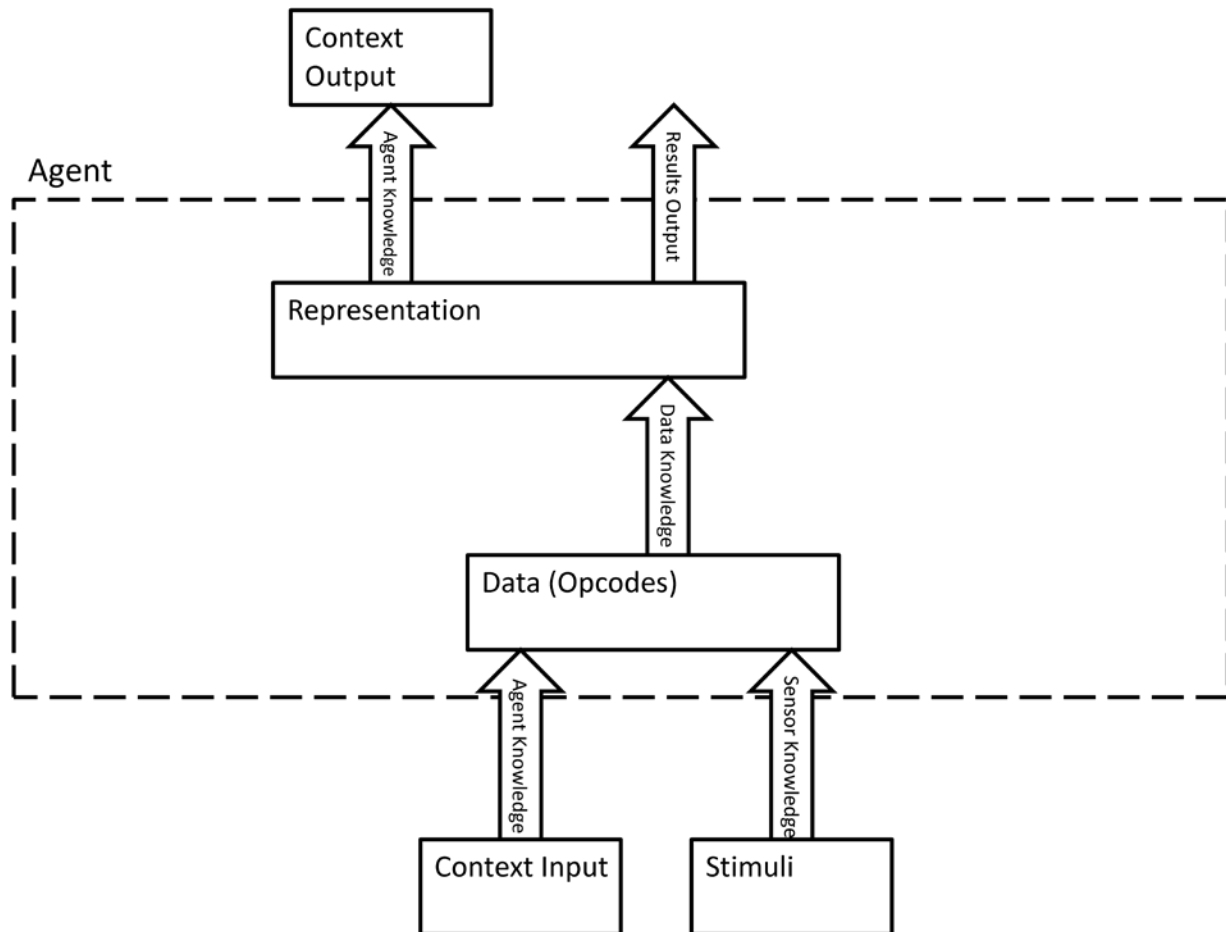 Context
Output
Agent Knowledge
Results Output
Agent
Representation
Data Knowledge
Data (Opcodes)
Agent Knowledge
Sensor Knowledge
Context Input
Stimuli